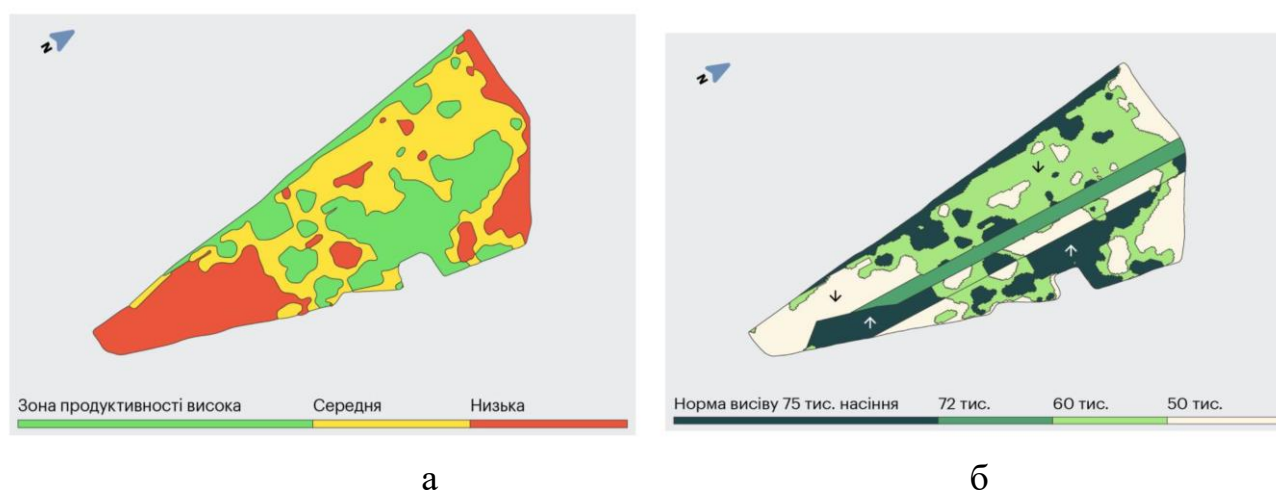 N
N
Зона продуктивності висока Середня Низька
Норма висіву 75 тис. насіння 72 тис. 60 тис. 50 тис.
а б